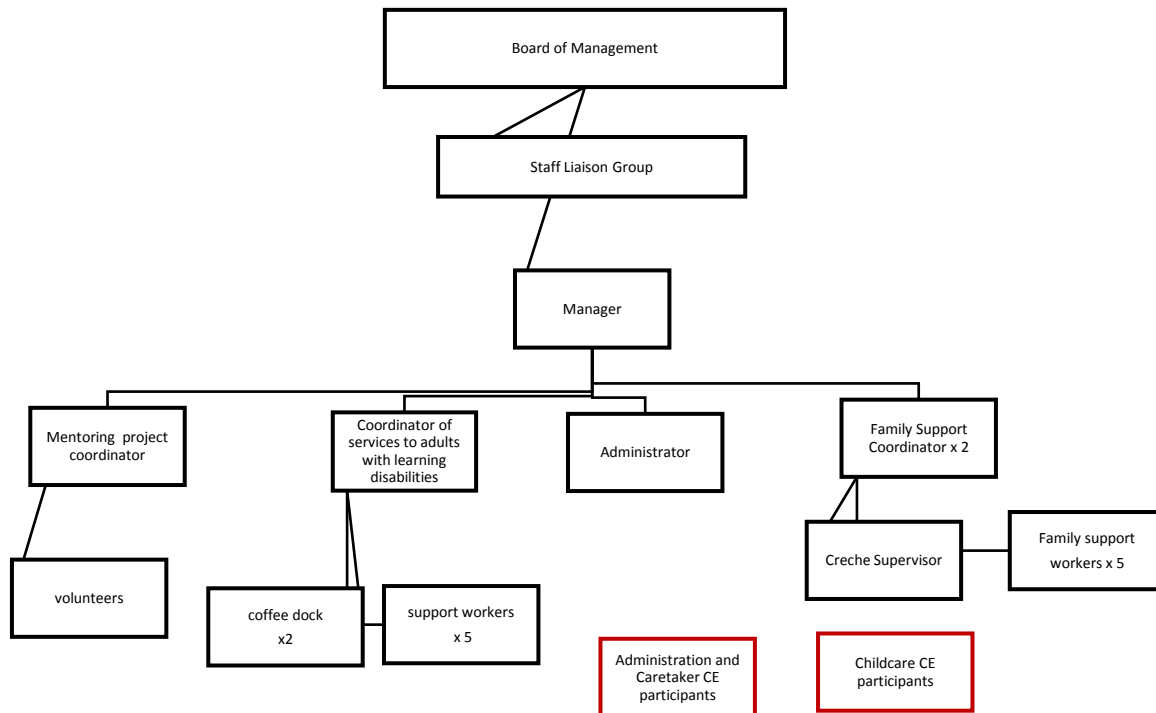 Board of Management
Staff Liaison Group
Manager
Mentoring project
coordinator
Coordinator of
services to adults
with learning
disabilities
Administrator
Family Support
Coordinator x 2
volunteers
coffee dock
x2
support workers
x 5
Creche Supervisor
Family support
workers x 5
Administration and
Caretaker CE
participants
Childcare CE
participants